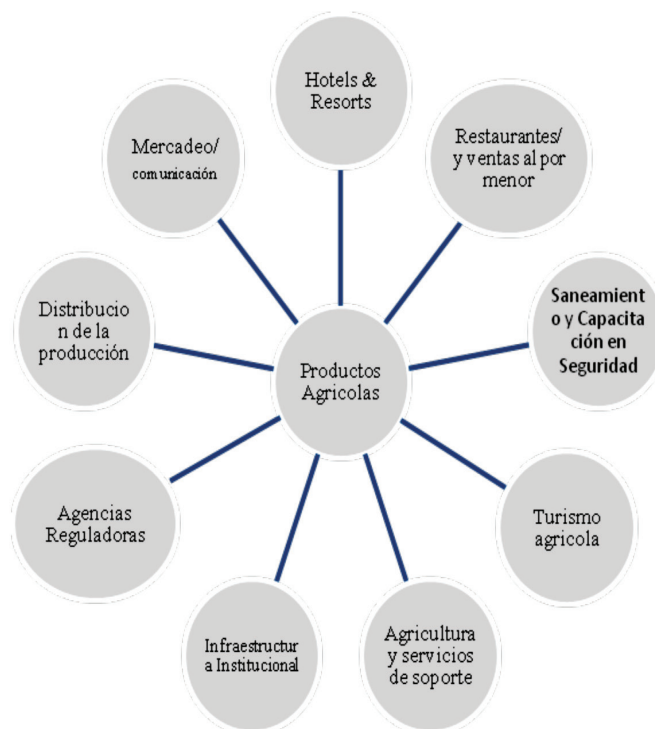 Hotels &
Resorts
Restaurantes/
y ventas al por
menor
Saneamient
o y Capacita
ción en
Seguridad
Turismo
agricola
Agricultura
y servicios
de soporte
Infraestructur
a Institucional
Agencias
Reguladoras
Distribucio
n de la
producción
Mercadeo/
comunicación
Productos
Agricolas